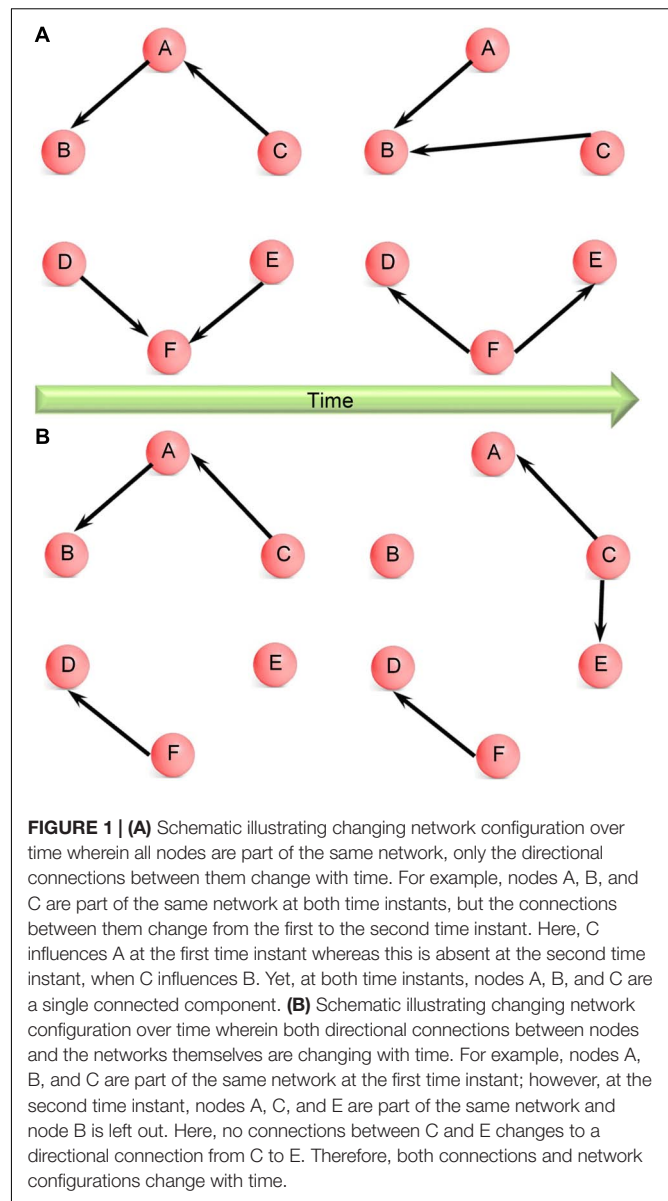 A
A
A
B
C
B
C
D
E
D
E
F
F
Time
B
A
A
B
C
B
C
D
E
D
E
F
F
FIGURE 1 | (A) Schematic illustrating changing network configuration over
time wherein all nodes are part of the same network, only the directional
connections between them change with time. For example, nodes A, B, and
C are part of the same network at both time instants, but the connections
between them change from the first to the second time instant. Here, C
influences A at the first time instant whereas this is absent at the second time
instant, when C influences B. Yet, at both time instants, nodes A, B, and C are
a single connected component. (B) Schematic illustrating changing network
configuration over time wherein both directional connections between nodes
and the networks themselves are changing with time. For example, nodes A,
B, and C are part of the same network at the first time instant; however, at the
second time instant, nodes A, C, and E are part of the same network and
node B is left out. Here, no connections between C and E changes to a
directional connection from C to E. Therefore, both connections and network
configurations change with time.